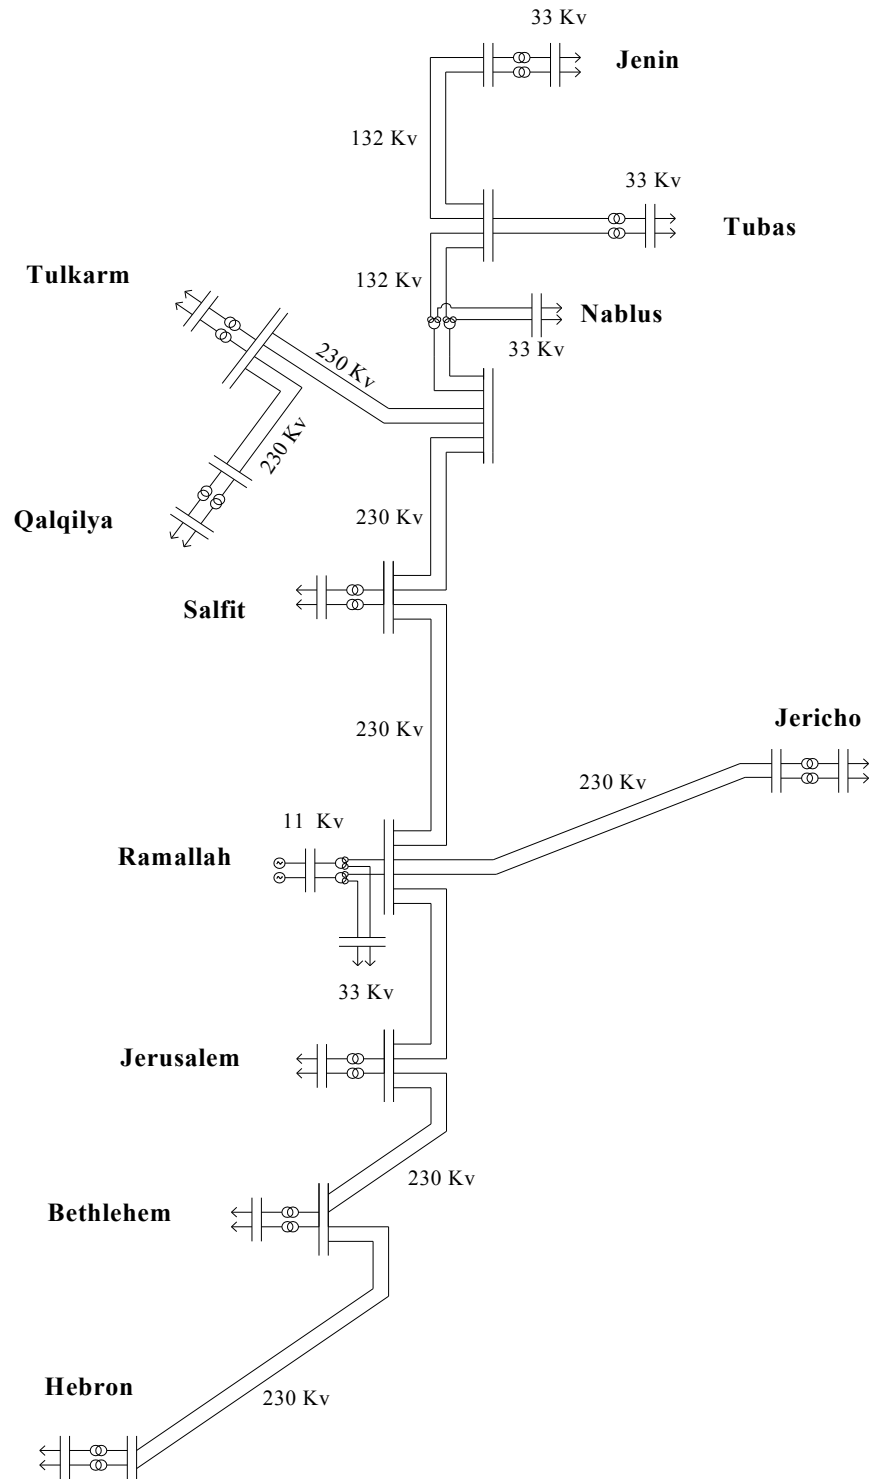 33 Kv
Jenin
132 Kv
33 Kv
Tubas
Tulkarm
132 Kv
Nablus
33 Kv
230 Kv
230 Kv
Qalqilya
230 Kv
Salfit
Jericho
230 Kv
230 Kv
11 Kv
Ramallah
33 Kv
Jerusalem
230 Kv
Bethlehem
Hebron
230 Kv